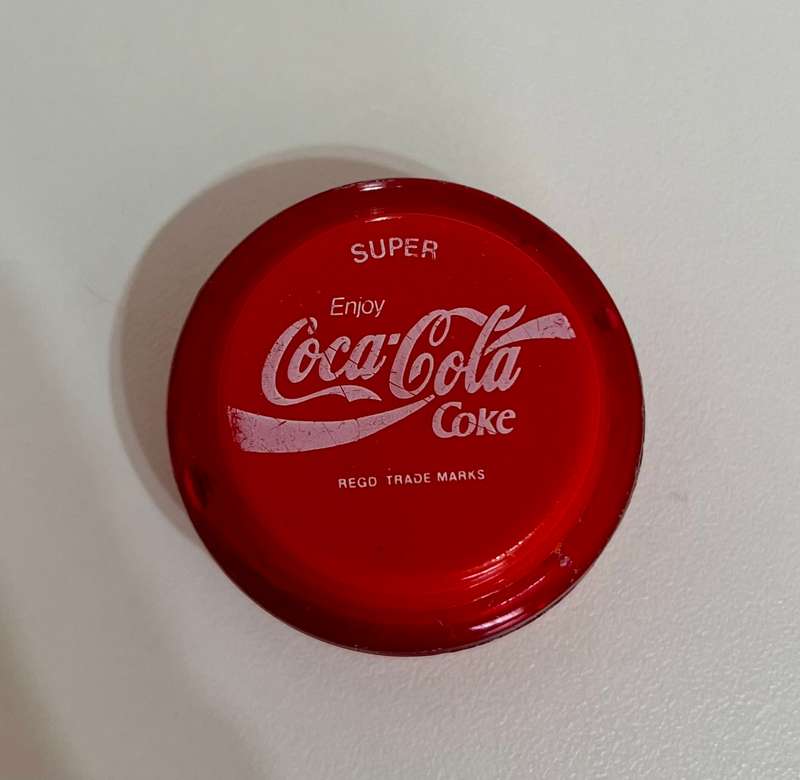 SUPER
Enjoy
Coca-Cola
Coke
REGD TRADE MARKS